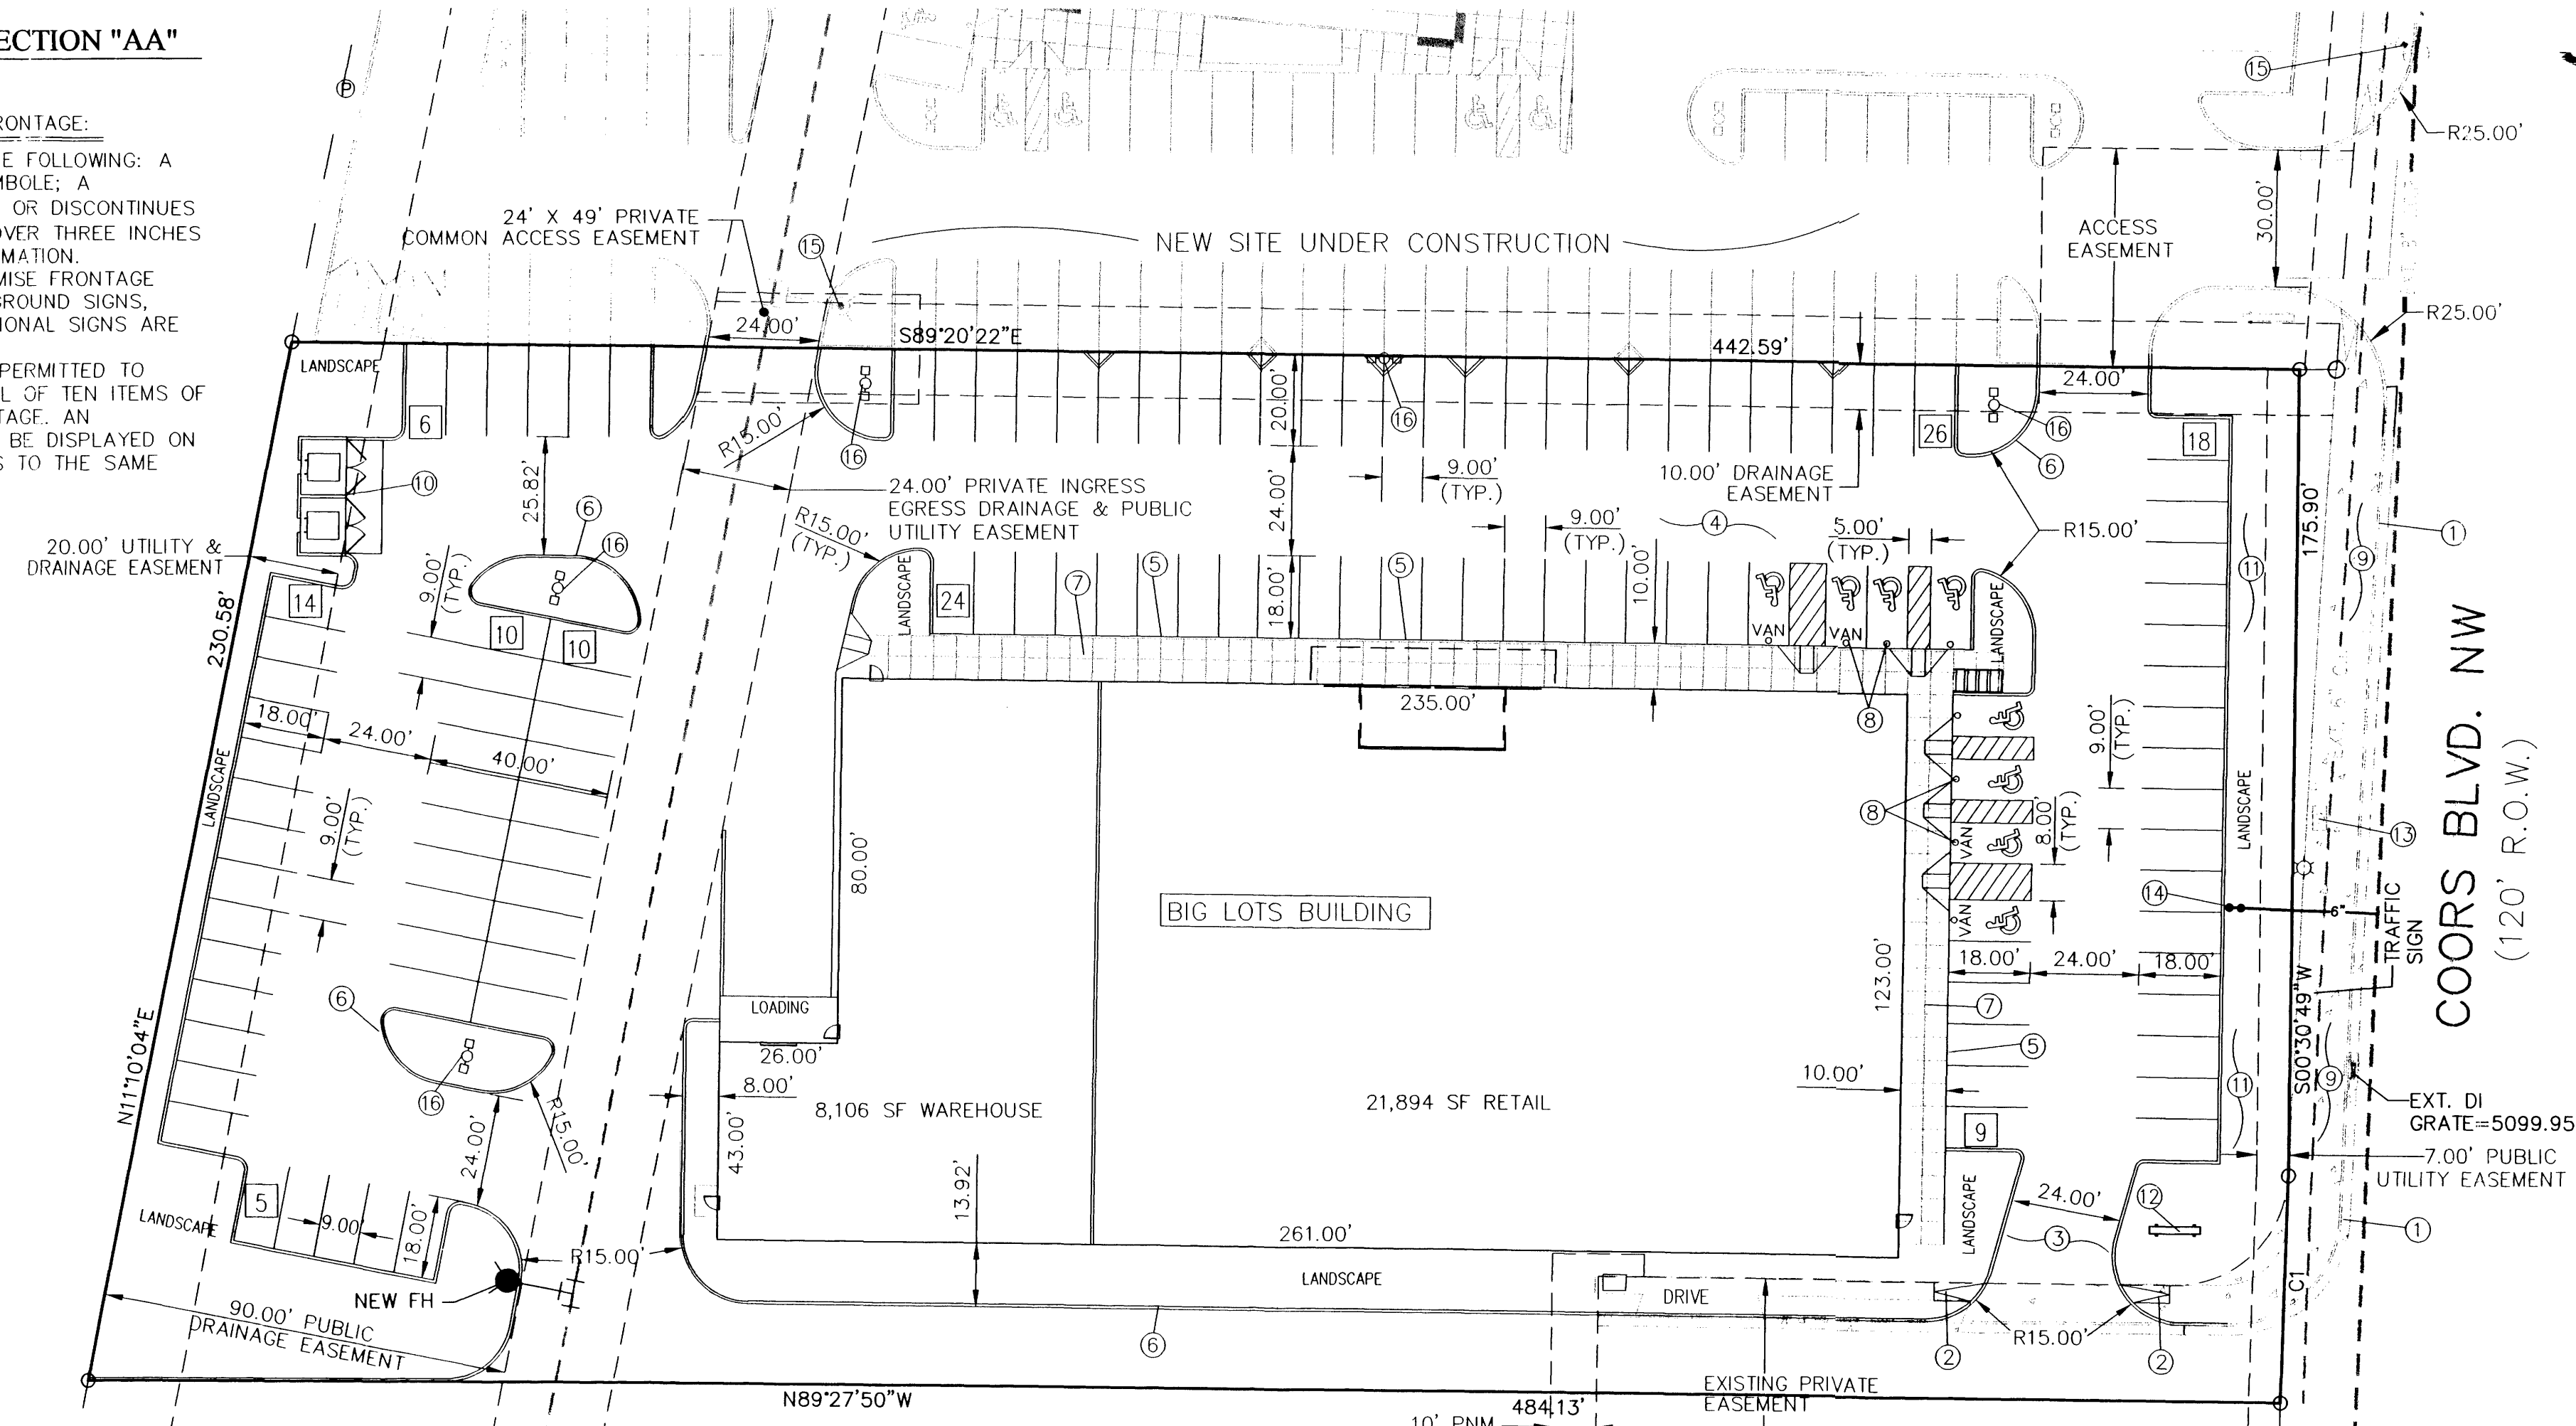 ECTION "AA"
RONTAGE:
E FOLLOWING: A
MBOLE; A
OR DISCONTINUES
OVER THREE INCHES
MATION.
MISE FRONTAGE
GROUND SIGNS,
IONAL SIGNS ARE
PERMITTED TO
L OF TEN ITEMS OF
TAGE. AN
BE DISPLAYED ON
S TO THE SAME
P
24' X 49' PRIVATE
COMMON ACCESS EASEMENT
15
NEW SITE UNDER CONSTRUCTION
ACCESS
EASEMENT
30.00'
15
R25.00'
R25.00'
24.00'
S89°20'22"E
442.59'
24.00'
LANDSCAPE
6
10
25.82'
6
16
R15.00'
16
20.00'
16
26
16
6
18
24.00' PRIVATE INGRESS
EGRESS DRAINAGE & PUBLIC
UTILITY EASEMENT
24.00'
9.00'
(TYP.)
10.00' DRAINAGE
EASEMENT
9.00'
(TYP.)
4
5.00'
(TYP.)
R15.00'
20.00' UTILITY &
DRAINAGE EASEMENT
230.58'
14
9.00'
(TYP.)
10
10
R15.00'
(TYP.)
LANDSCAPE
24
7
5
18.00'
5
10.00'
VAN
VAN
LANDSCAPE
8
175.90'
11
9
1
235.00'
18.00'
24.00'
40.00'
LANDSCAPE
9.00'
(TYP.)
80.00'
BIG LOTS BUILDING
8
VAN
VAN
8.00'
(TYP.)
9.00'
(TYP.)
LANDSCAPE
13
14
6"
TRAFFIC
SIGN
COORS BLVD. NW
(120' R.O.W.)
123.00'
18.00'
24.00'
18.00'
7
5
S00°30'49"W
6
16
R15.00'
24.00'
N11°10'04"E
LOADING
26.00'
8.00'
43.00'
8,106 SF WAREHOUSE
21,894 SF RETAIL
10.00'
9
11
9
EXT. DI
GRATE=5099.95
7.00' PUBLIC
UTILITY EASEMENT
1
5
LANDSCAPE
9.00'
18.00'
R15.00'
13.92'
261.00'
LANDSCAPE
LANDSCAPE
24.00'
12
3
C1
NEW FH
90.00' PUBLIC
DRAINAGE EASEMENT
6
DRIVE
R15.00'
2
2
N89°27'50"W
484.13'
EXISTING PRIVATE
EASEMENT
10' PNM